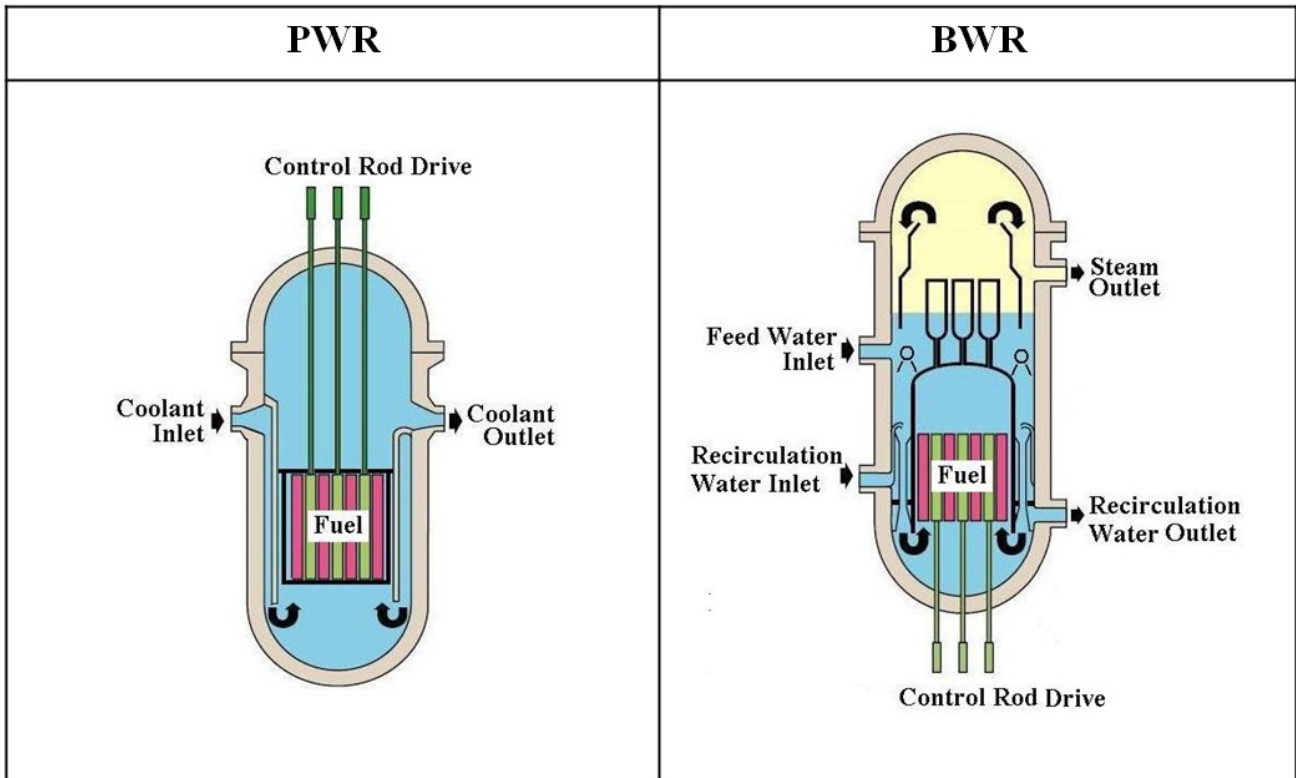 PWR
BWR
Control Rod Drive
Coolant
Inlet
Coolant
Outlet
Fuel
Steam
Outlet
Feed Water
Inlet
Recirculation
Water Inlet
Fuel
Recirculation
Water Outlet
Control Rod Drive